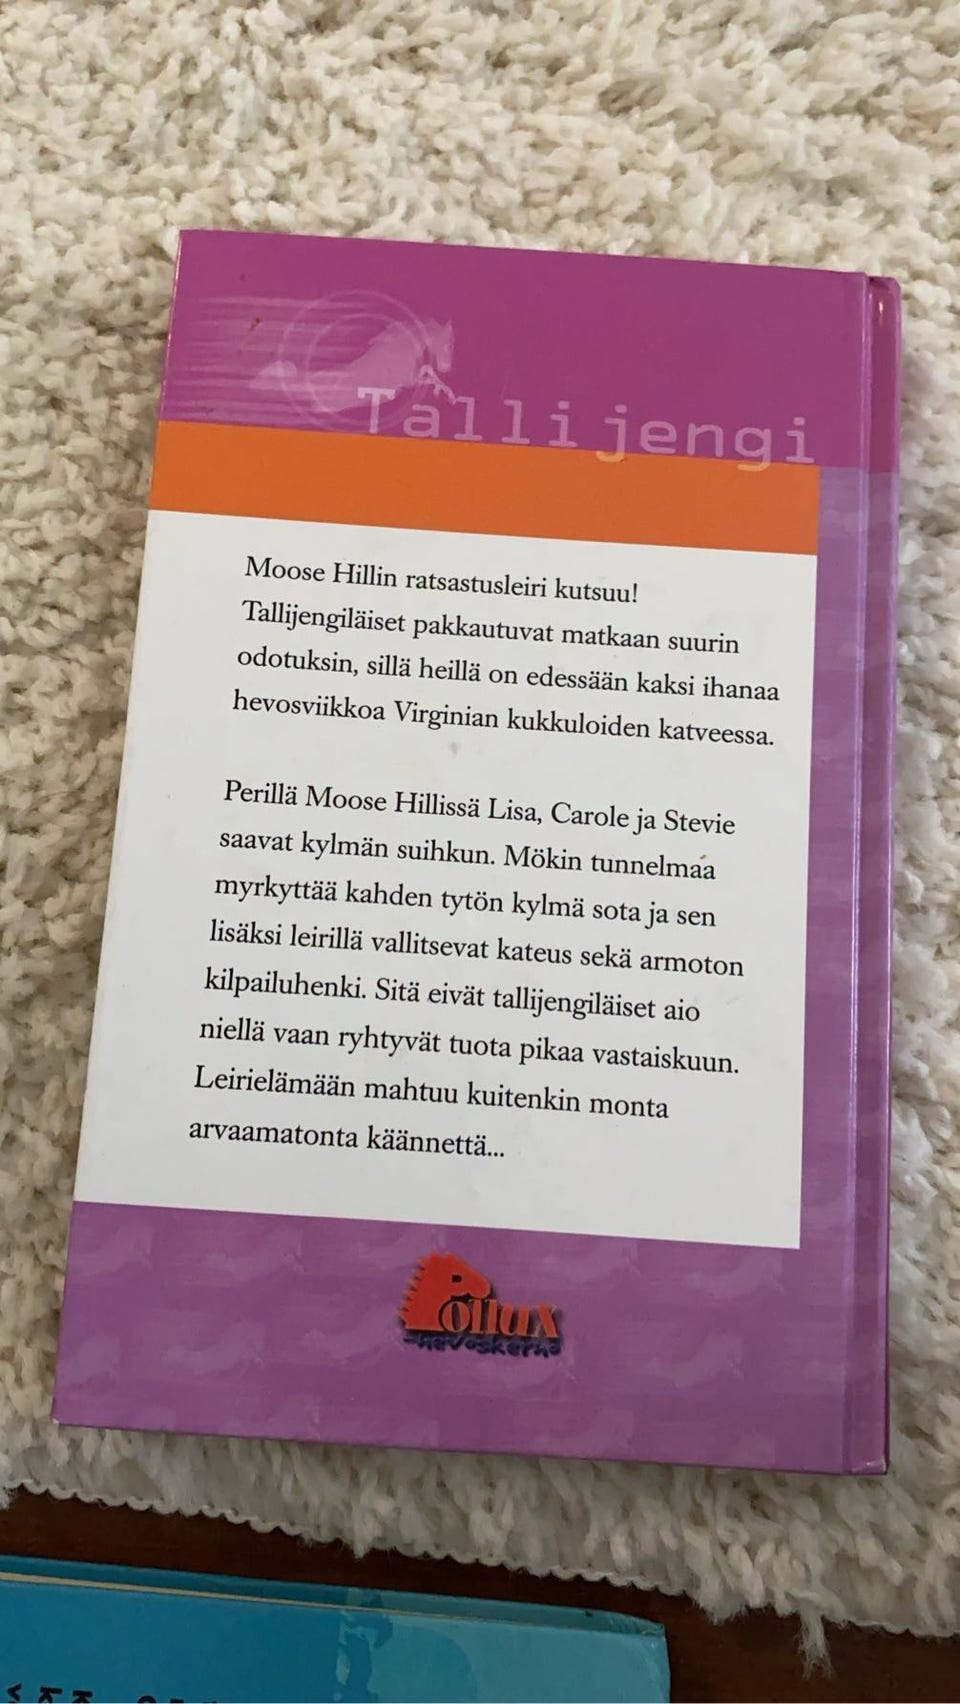 Tallijengi
Moose Hillin ratsastusleiri kutsuu!
Tallijengiläiset pakkautuvat matkaan suurin
odotuksin, sillä heillä on edessään kaksi ihanaa
hevosviikkoa Virginian kukkuloiden katveessa.
Perillä Moose Hillissä Lisa, Carole ja Stevie
saavat kylmän suihkun. Mökin tunnelmaa
myrkyttää kahden tytön kylmä sota ja sen
lisäksi leirillä vallitsevat kateus sekä armoton
kilpailuhenki. Sitä eivät tallijengiläiset aio
niellä vaan ryhtyvät tuota pikaa vastaiskuun.
Leirielämään mahtuu kuitenkin monta
arvaamatonta käännettä...
Pollux
-hevoskerho